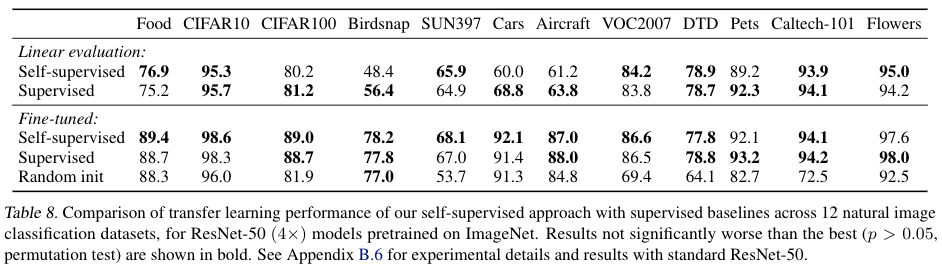 Food CIFAR10 CIFAR100 Birdsnap SUN397 Cars Aircraft VOC2007 DTD Pets Caltech-101 Flowers
Linear evaluation:
Self-supervised 76.9 95.3 80.2 48.4 65.9 60.0 61.2 84.2 78.9 89.2 93.9 95.0
Supervised 75.2 95.7 81.2 56.4 64.9 68.8 63.8 83.8 78.7 92.3 94.1 94.2
Fine-tuned:
Self-supervised 89.4 98.6 89.0 78.2 68.1 92.1 87.0 86.6 77.8 92.1 94.1 97.6
Supervised 88.7 98.3 88.7 77.8 67.0 91.4 88.0 86.5 78.8 93.2 94.2 98.0
Random init 88.3 96.0 81.9 77.0 53.7 91.3 84.8 69.4 64.1 82.7 72.5 92.5
Table 8. Comparison of transfer learning performance of our self-supervised approach with supervised baselines across 12 natural image
classification datasets, for ResNet-50 (4×) models pretrained on ImageNet. Results not significantly worse than the best (p > 0.05,
permutation test) are shown in bold. See Appendix B.6 for experimental details and results with standard ResNet-50.